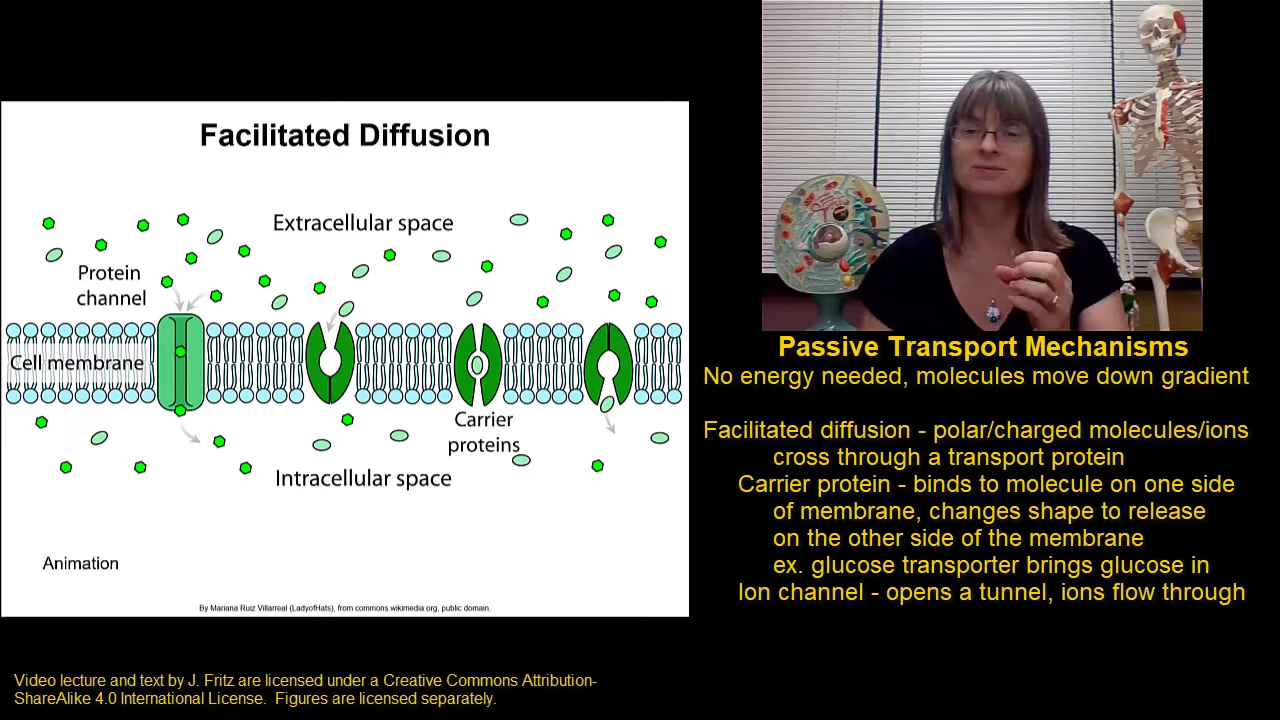 Facilitated Diffusion
Extracellular space
Protein
channel
Cell membrane
Carrier
proteins
Intracellular space
Animation
By Mariana Ruiz Villarreal (LadyofHats), from commons.wikimedia.org, public domain.
Passive Transport Mechanisms
No energy needed, molecules move down gradient
Facilitated diffusion - polar/charged molecules/ions
cross through a transport protein
Carrier protein - binds to molecule on one side
of membrane, changes shape to release
on the other side of the membrane
ex. glucose transporter brings glucose in
Ion channel - opens a tunnel, ions flow through
Video lecture and text by J. Fritz are licensed under a Creative Commons Attribution-
ShareAlike 4.0 International License.  Figures are licensed separately.